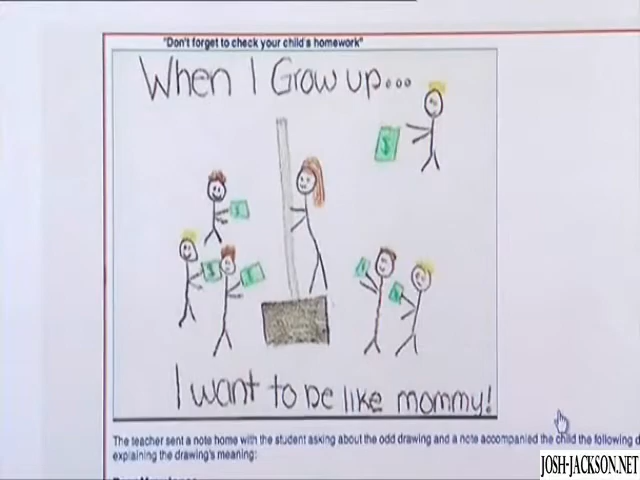 "Don't forget to check your child's homework"
When I Grow up...
$
$
$
$
I want to be like mommy!
The teacher sent a note home with the student asking about the odd drawing and a note accompanied the child the following d
explaining the drawing's meaning:
JOSH-JACKSON.NET